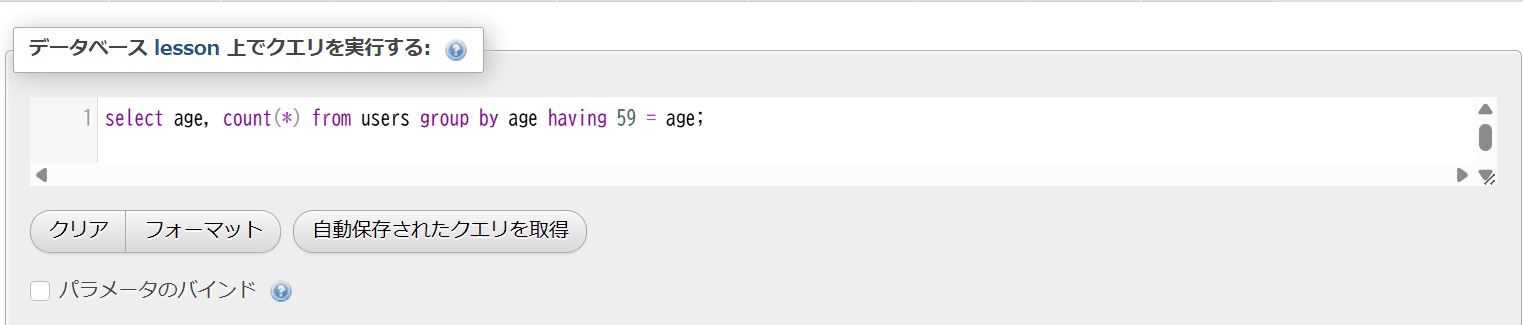 データベース lesson 上でクエリを実行する:
1 select age, count(*) from users group by age having 59 = age;
クリア フォーマット 自動保存されたクエリを取得
パラメータのバインド